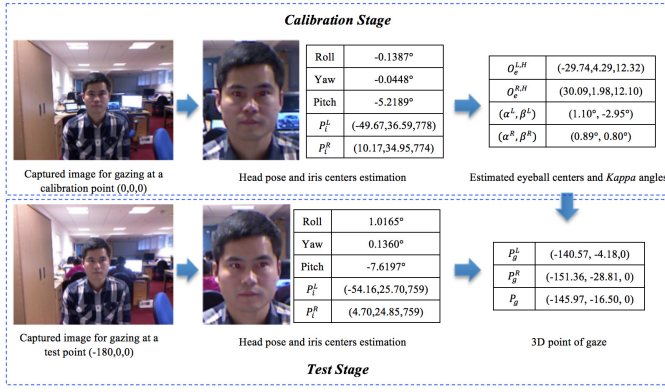 Calibration Stage
Roll -0.1387°
Yaw -0.0448°
Pitch -5.2189°
P_i^L (-49.67,36.59,778)
P_i^R (10.17,34.95,774)
O_e^{L,H} (-29.74,4.29,12.32)
O_e^{R,H} (30.09,1.98,12.10)
(α^L, β^L) (1.10°, -2.95°)
(α^R, β^R) (0.89°, 0.80°)
Captured image for gazing at
a calibration point (0,0,0)
Head pose and iris centers estimation
Estimated eyeball centers and Kappa angles
Roll 1.0165°
Yaw 0.1360°
Pitch -7.6197°
P_i^L (-54.16,25.70,759)
P_i^R (4.70,24.85,759)
P_g^L (-140.57, -4.18,0)
P_g^R (-151.36, -28.81, 0)
P_g (-145.97, -16.50, 0)
Captured image for gazing at a
test point (-180,0,0)
Head pose and iris centers estimation
3D point of gaze
Test Stage